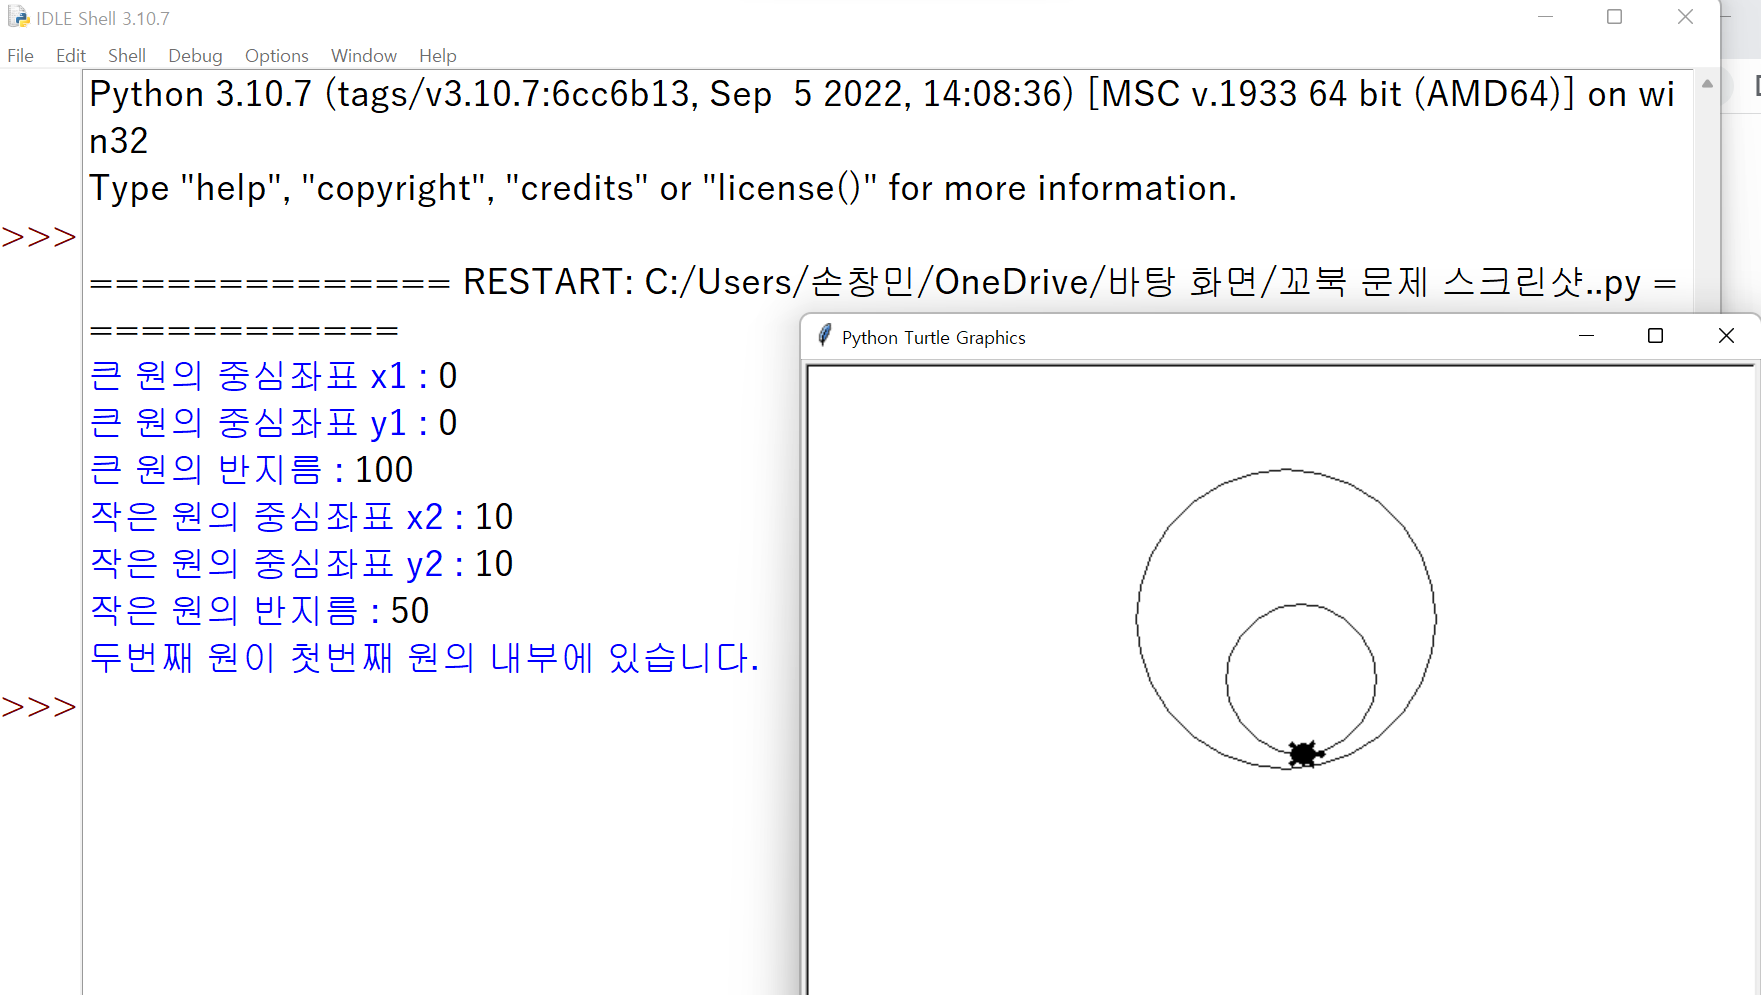 IDLE Shell 3.10.7
File Edit Shell Debug Options Window Help
Python 3.10.7 (tags/v3.10.7:6cc6b13, Sep  5 2022, 14:08:36) [MSC v.1933 64 bit (AMD64)] on wi
n32
Type "help", "copyright", "credits" or "license()" for more information.
>>>
============== RESTART: C:/Users/손창민/OneDrive/바탕 화면/꼬북 문제 스크린샷..py =
============
큰 원의 중심좌표 x1 : 0
큰 원의 중심좌표 y1 : 0
큰 원의 반지름 : 100
작은 원의 중심좌표 x2 : 10
작은 원의 중심좌표 y2 : 10
작은 원의 반지름 : 50
두번째 원이 첫번째 원의 내부에 있습니다.
>>>
Python Turtle Graphics